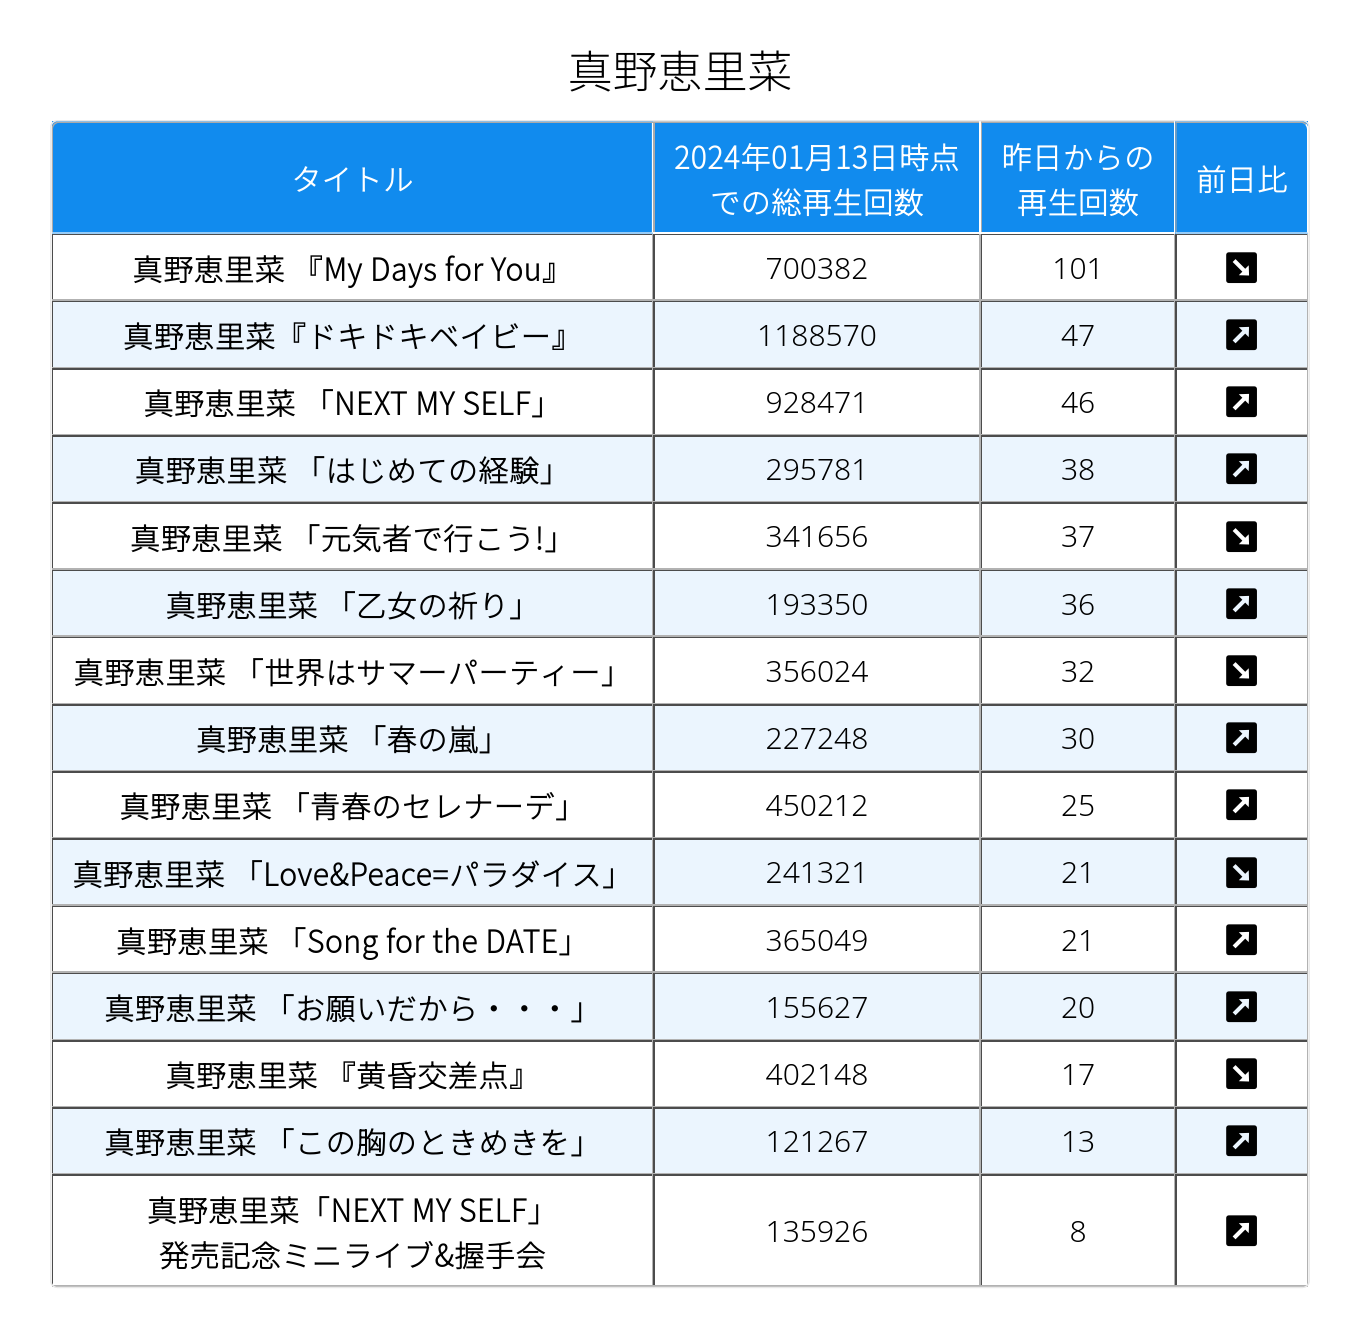 真野恵里菜
タイトル
2024年01月13日時点
での総再生回数
昨日からの
再生回数
前日比
真野恵里菜 『My Days for You』 700382 101 ↘
真野恵里菜『ドキドキベイビー』 1188570 47 ↗
真野恵里菜 「NEXT MY SELF」 928471 46 ↗
真野恵里菜 「はじめての経験」 295781 38 ↗
真野恵里菜 「元気者で行こう!」 341656 37 ↘
真野恵里菜 「乙女の祈り」 193350 36 ↗
真野恵里菜 「世界はサマーパーティー」 356024 32 ↘
真野恵里菜 「春の嵐」 227248 30 ↗
真野恵里菜 「青春のセレナーデ」 450212 25 ↗
真野恵里菜 「Love&Peace=パラダイス」 241321 21 ↘
真野恵里菜 「Song for the DATE」 365049 21 ↗
真野恵里菜 「お願いだから・・・」 155627 20 ↗
真野恵里菜 『黄昏交差点』 402148 17 ↘
真野恵里菜 「この胸のときめきを」 121267 13 ↗
真野恵里菜「NEXT MY SELF」
発売記念ミニライブ&握手会 135926 8 ↗